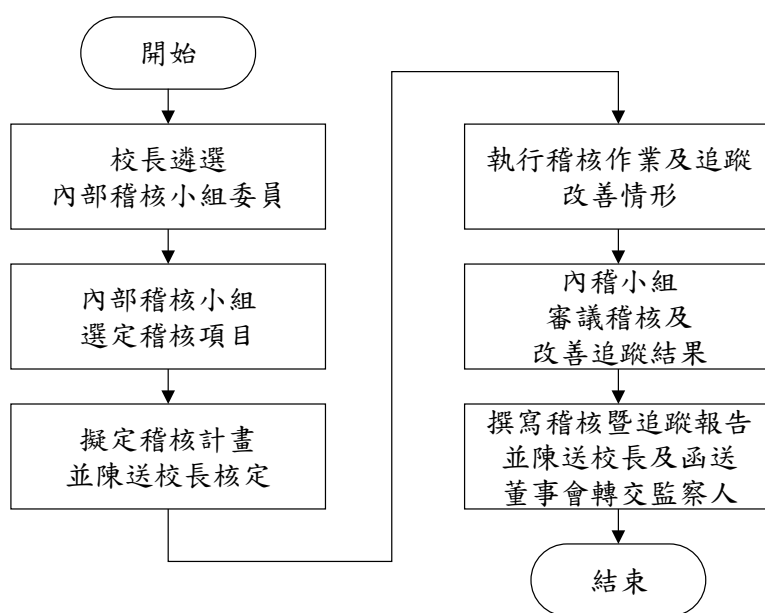 開始
校長遴選
內部稽核小組委員
內部稽核小組
選定稽核項目
擬定稽核計畫
並陳送校長核定
執行稽核作業及追蹤
改善情形
內稽小組
審議稽核及
改善追蹤結果
撰寫稽核暨追蹤報告
並陳送校長及函送
董事會轉交監察人
結束